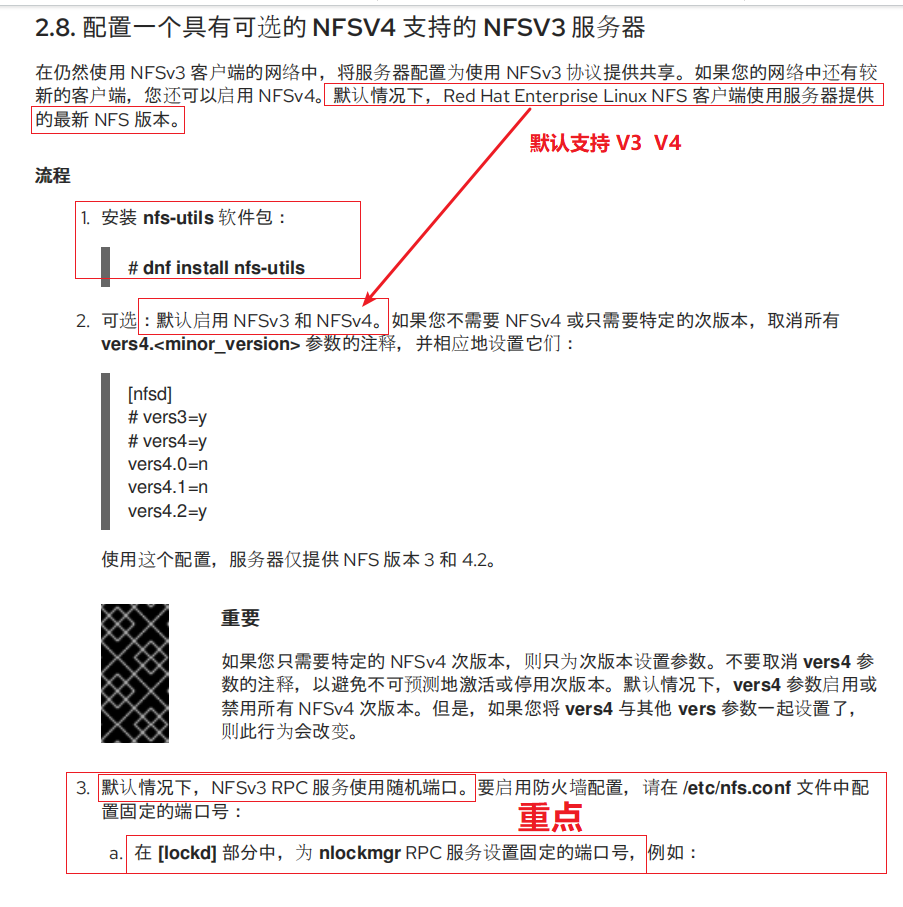 2.8. 配置一个具有可选的 NFSV4 支持的 NFSV3 服务器
在仍然使用 NFSv3 客户端的网络中，将服务器配置为使用 NFSv3 协议提供共享。如果您的网络中还有较
新的客户端，您还可以启用 NFSv4。默认情况下，Red Hat Enterprise Linux NFS 客户端使用服务器提供
的最新 NFS 版本。
默认支持 V3 V4
流程
1. 安装 nfs-utils 软件包：
# dnf install nfs-utils
2. 可选：默认启用 NFSv3 和 NFSv4。如果您不需要 NFSv4 或只需要特定的次版本，取消所有
vers4.<minor_version> 参数的注释，并相应地设置它们：
[nfsd]
# vers3=y
# vers4=y
vers4.0=n
vers4.1=n
vers4.2=y
使用这个配置，服务器仅提供 NFS 版本 3 和 4.2。
重要
如果您只需要特定的 NFSv4 次版本，则只为次版本设置参数。不要取消 vers4 参
数的注释，以避免不可预测地激活或停用次版本。默认情况下，vers4 参数启用或
禁用所有 NFSv4 次版本。但是，如果您将 vers4 与其他 vers 参数一起设置了，
则此行为会改变。
3. 默认情况下，NFSv3 RPC 服务使用随机端口。要启用防火墙配置，请在 /etc/nfs.conf 文件中配
置固定的端口号：
重点
a. 在 [lockd] 部分中，为 nlockmgr RPC 服务设置固定的端口号，例如：